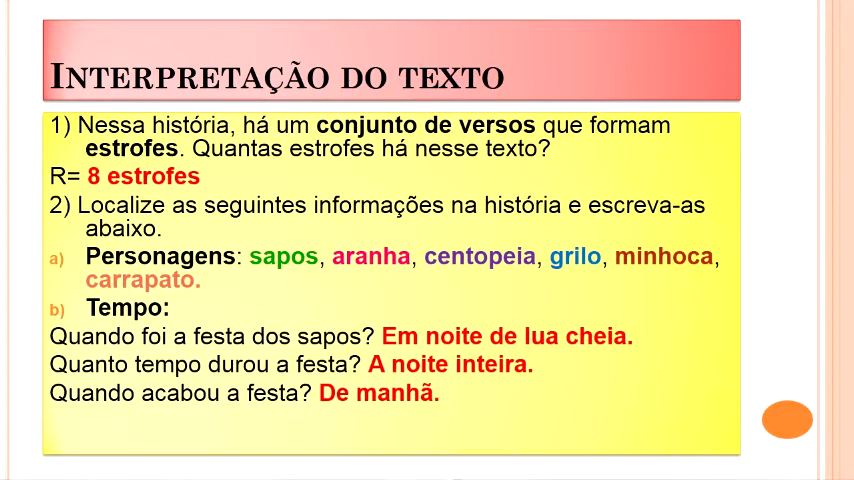 INTERPRETAÇÃO DO TEXTO
1) Nessa história, há um conjunto de versos que formam
estrofes. Quantas estrofes há nesse texto?
R= 8 estrofes
2) Localize as seguintes informações na história e escreva-as
abaixo.
a) Personagens: sapos, aranha, centopeia, grilo, minhoca,
carrapato.
b) Tempo:
Quando foi a festa dos sapos? Em noite de lua cheia.
Quanto tempo durou a festa? A noite inteira.
Quando acabou a festa? De manhã.